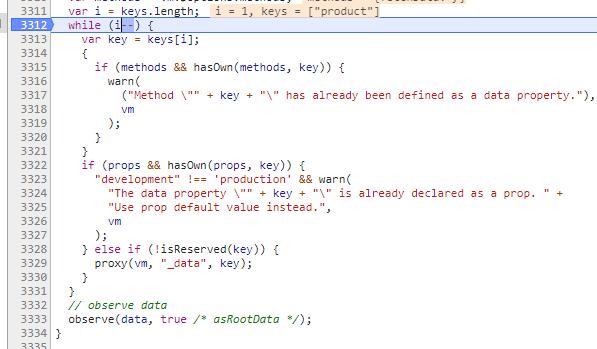 3311 var i = keys.length; i = 1, keys = ["product"]
3312 while (i--) {
3313 var key = keys[i];
3314 {
3315 if (methods && hasOwn(methods, key)) {
3316 warn(
3317 ("Method \"" + key + "\" has already been defined as a data property."),
3318 vm
3319 );
3320 }
3321 }
3322 if (props && hasOwn(props, key)) {
3323 "development" !== 'production' && warn(
3324 "The data property \"" + key + "\" is already declared as a prop. " +
3325 "Use prop default value instead.",
3326 vm
3327 );
3328 } else if (!isReserved(key)) {
3329 proxy(vm, "_data", key);
3330 }
3331 }
3332 // observe data
3333 observe(data, true /* asRootData */);
3334 }
3335